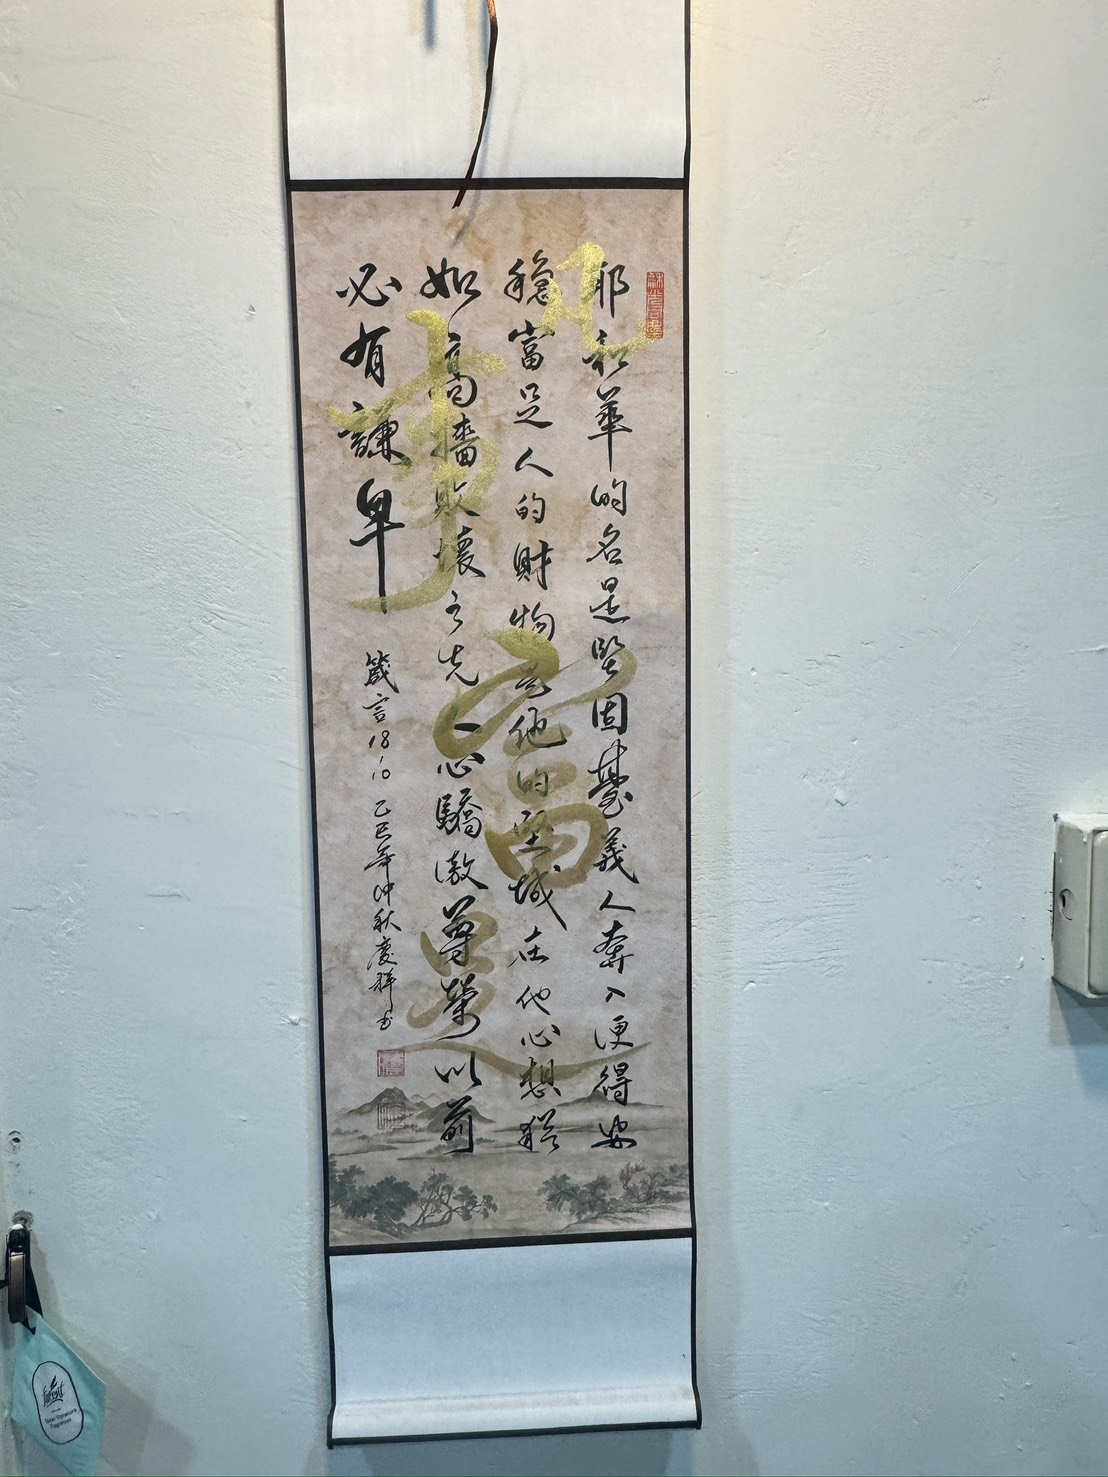 耶和華的名是堅固臺義人奔入便得安
穩富足人的財物是他的堅城在他心想猶
如高牆敗壞之先人心驕傲尊榮以前
必有謙卑
箴言18:10 乙巳年仲秋慶祥書
凡事
富